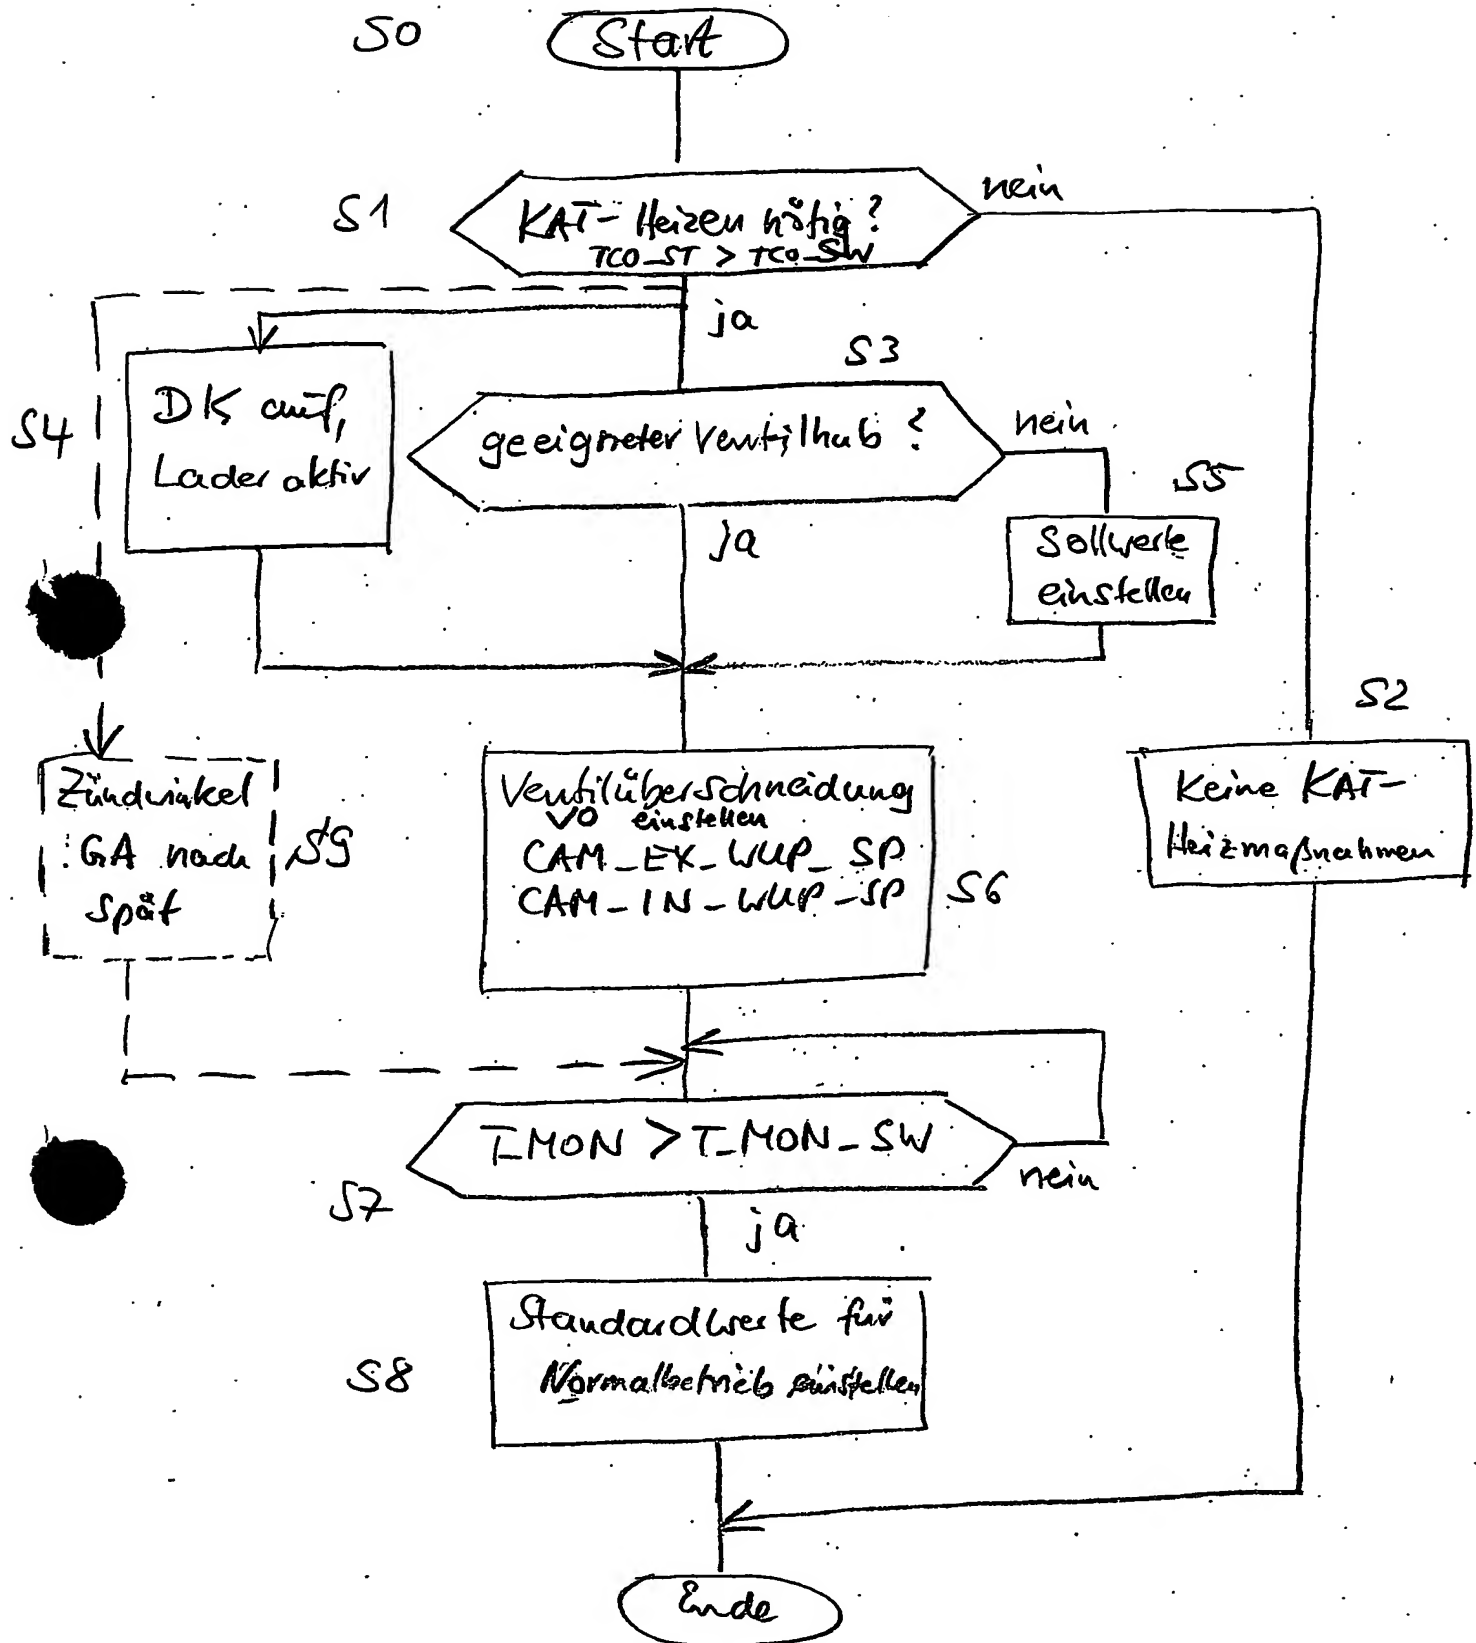 S0
Start
S1
nein
KAT-Heizen nötig?
TCO_ST > TCO_SW
ja
S3
S4
DK auf,
Lader aktiv
geeigneter Ventilhub?
nein
S5
ja
Sollwerte
einstellen
S2
Zündwinkel
GA nach
spät
S9
Ventilüberschneidung
VO einstellen
CAM_EX_WUP_SP
CAM_IN_WUP_SP
S6
Keine KAT-
Heizmaßnahmen
T_MON > T_MON_SW
nein
S7
ja
Standardwerte für
Normalbetrieb einstellen
S8
Ende